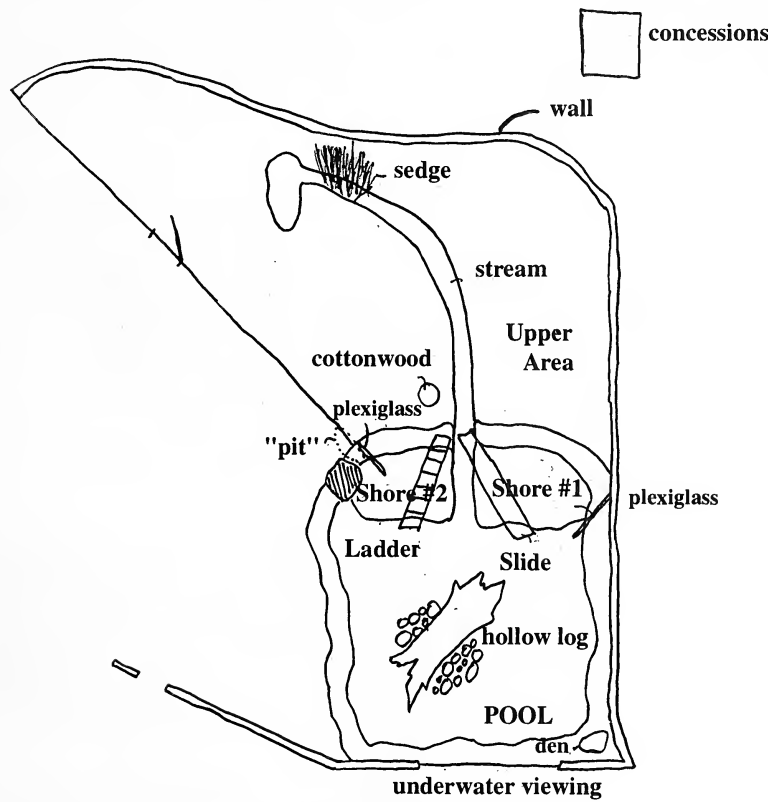 concessions
wall
sedge
stream
Upper
Area
cottonwood
plexiglass
"pit"
Shore #2
Shore #1
plexiglass
Ladder
Slide
hollow log
POOL
den
underwater viewing